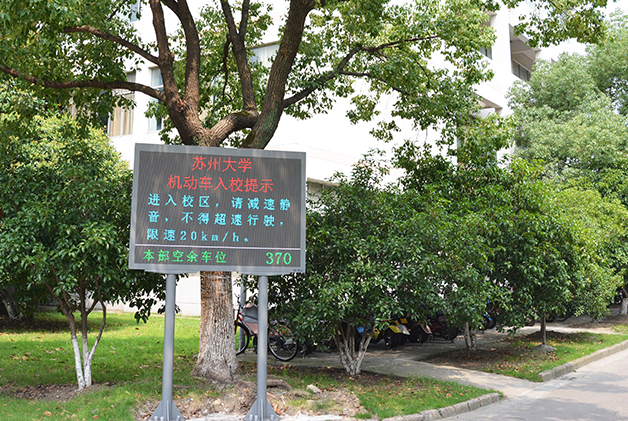 苏州大学
机动车入校提示
进入校区，请减速静
音，不得超速行驶，
限速20km/h。
本部空余车位 370